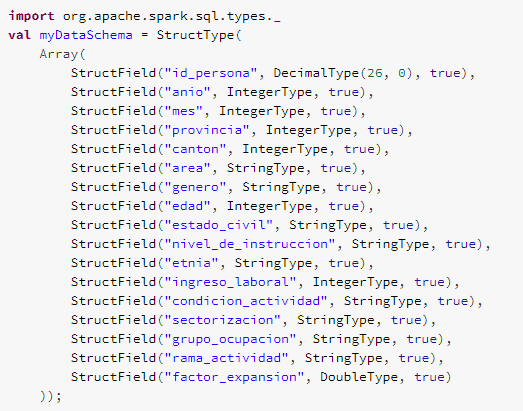 import org.apache.spark.sql.types._
val myDataSchema = StructType(
    Array(
        StructField("id_persona", DecimalType(26, 0), true),
        StructField("anio", IntegerType, true),
        StructField("mes", IntegerType, true),
        StructField("provincia", IntegerType, true),
        StructField("canton", IntegerType, true),
        StructField("area", StringType, true),
        StructField("genero", StringType, true),
        StructField("edad", IntegerType, true),
        StructField("estado_civil", StringType, true),
        StructField("nivel_de_instruccion", StringType, true),
        StructField("etnia", StringType, true),
        StructField("ingreso_laboral", IntegerType, true),
        StructField("condicion_actividad", StringType, true),
        StructField("sectorizacion", StringType, true),
        StructField("grupo_ocupacion", StringType, true),
        StructField("rama_actividad", StringType, true),
        StructField("factor_expansion", DoubleType, true)
    ));